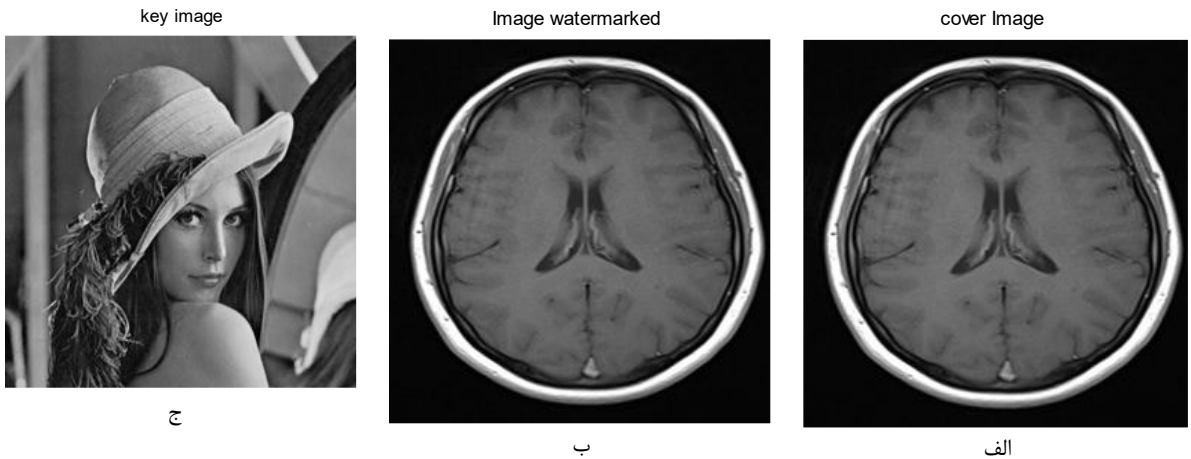 key image
Image watermarked
cover Image
ج
ب
الف